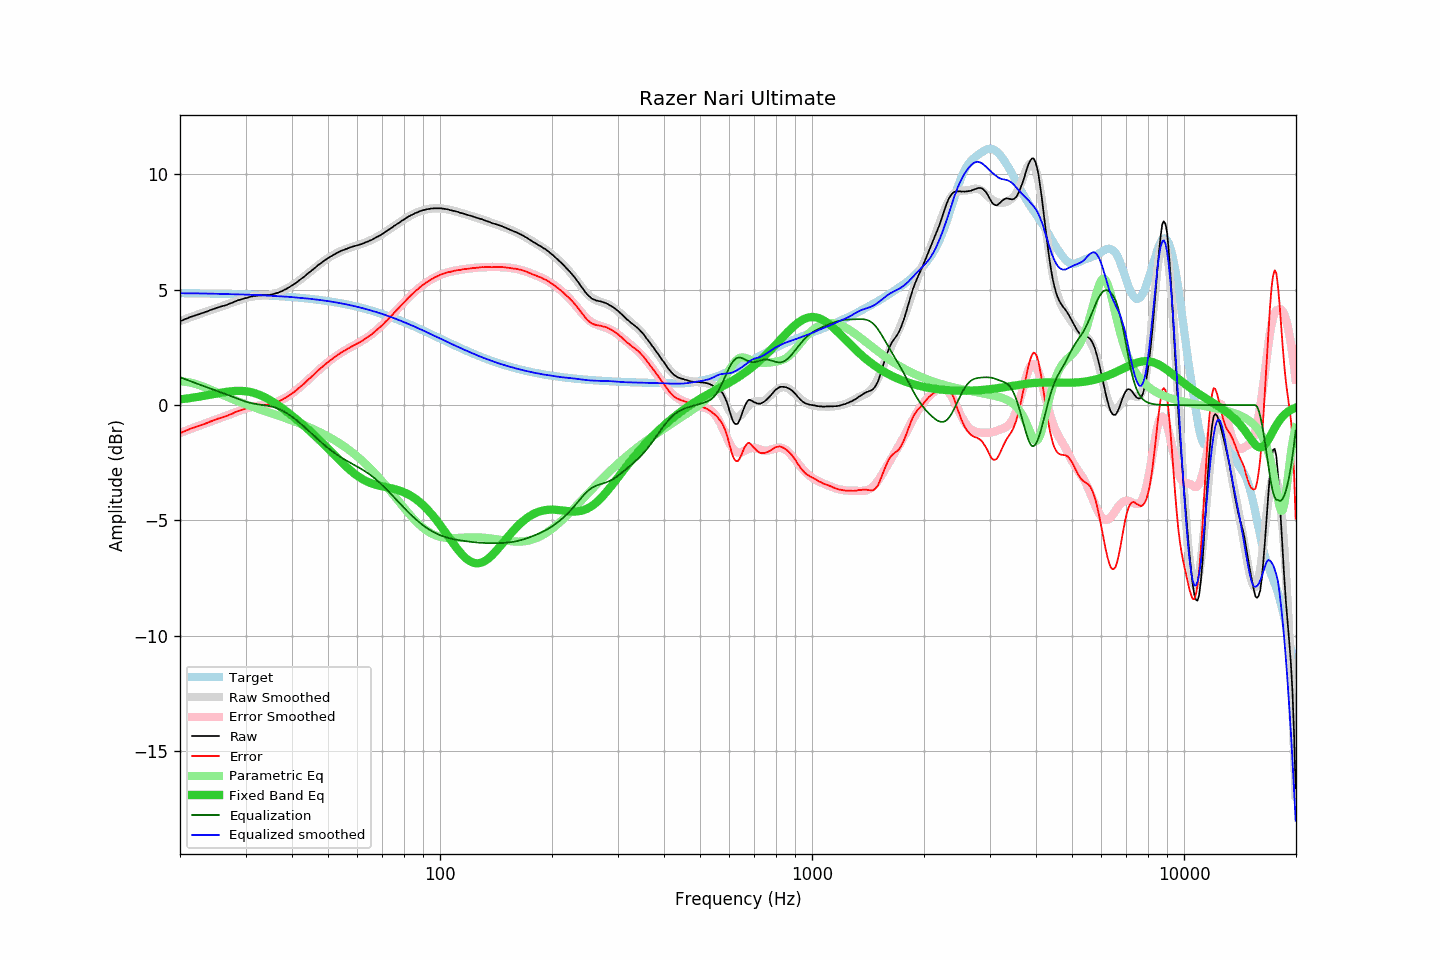 Razer Nari Ultimate
10
5
0
−5
−10
−15
Amplitude (dBr)
Target
Raw Smoothed
Error Smoothed
Raw
Error
Parametric Eq
Fixed Band Eq
Equalization
Equalized smoothed
100
1000
10000
Frequency (Hz)